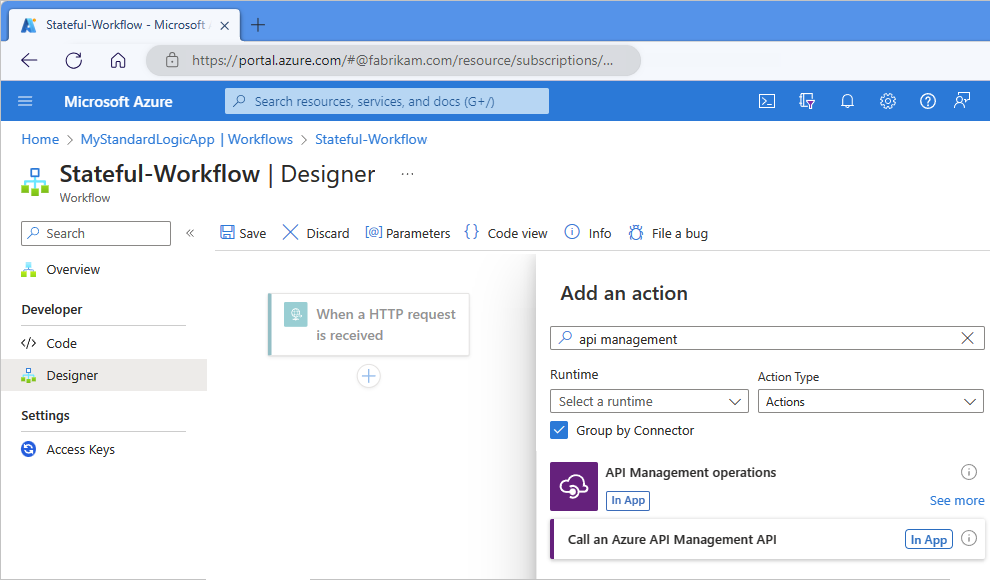 Stateful-Workflow - Microsoft
https://portal.azure.com/#@fabrikam.com/resource/subscriptions/...
Microsoft Azure
Search resources, services, and docs (G+/)
Home > MyStandardLogicApp | Workflows > Stateful-Workflow
Stateful-Workflow | Designer ...
Workflow
Search «
Save Discard [@] Parameters {} Code view Info File a bug
Overview
Developer
</> Code
Designer
Settings
Access Keys
When a HTTP request
is received
Add an action
api management
Runtime
Action Type
Select a runtime
Actions
Group by Connector
API Management operations
In App
See more
Call an Azure API Management API
In App